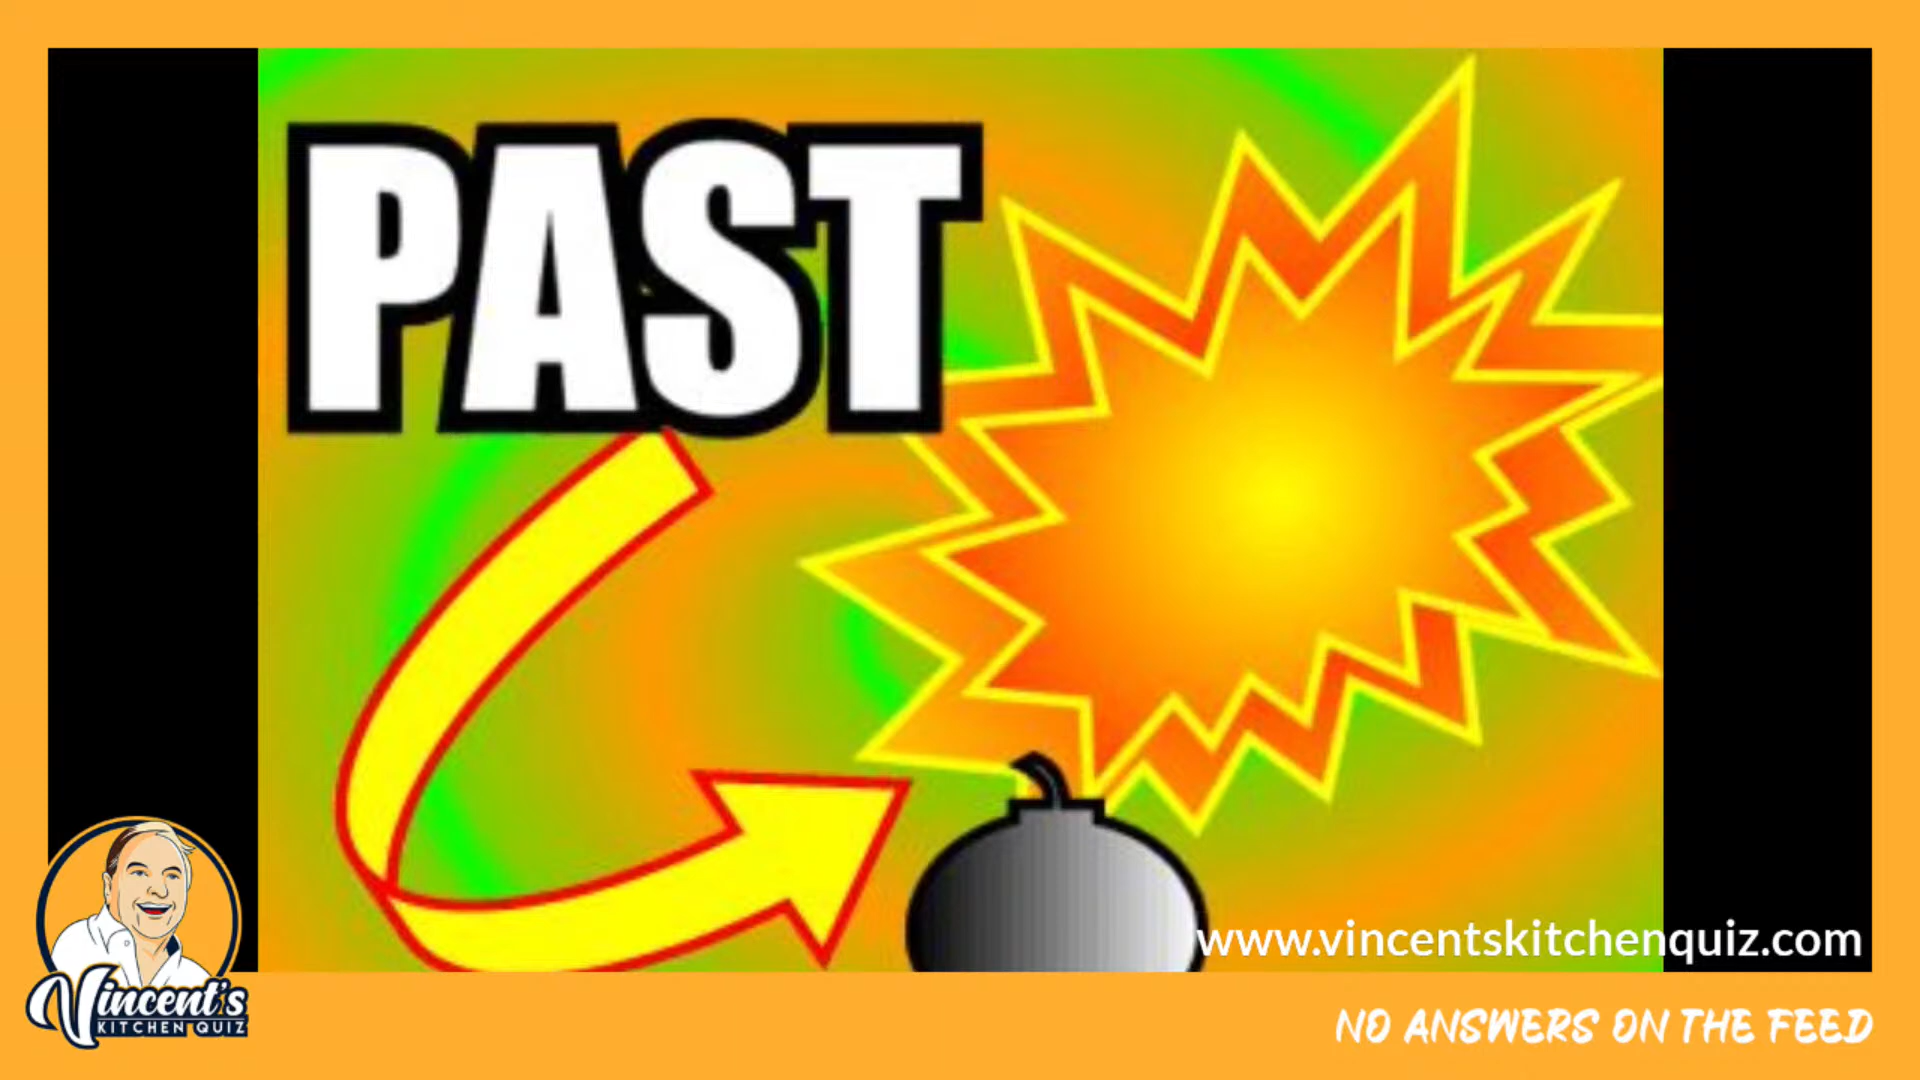 PAST
www.vincentskitchenquiz.com
Vincent's
KITCHEN QUIZ
NO ANSWERS ON THE FEED